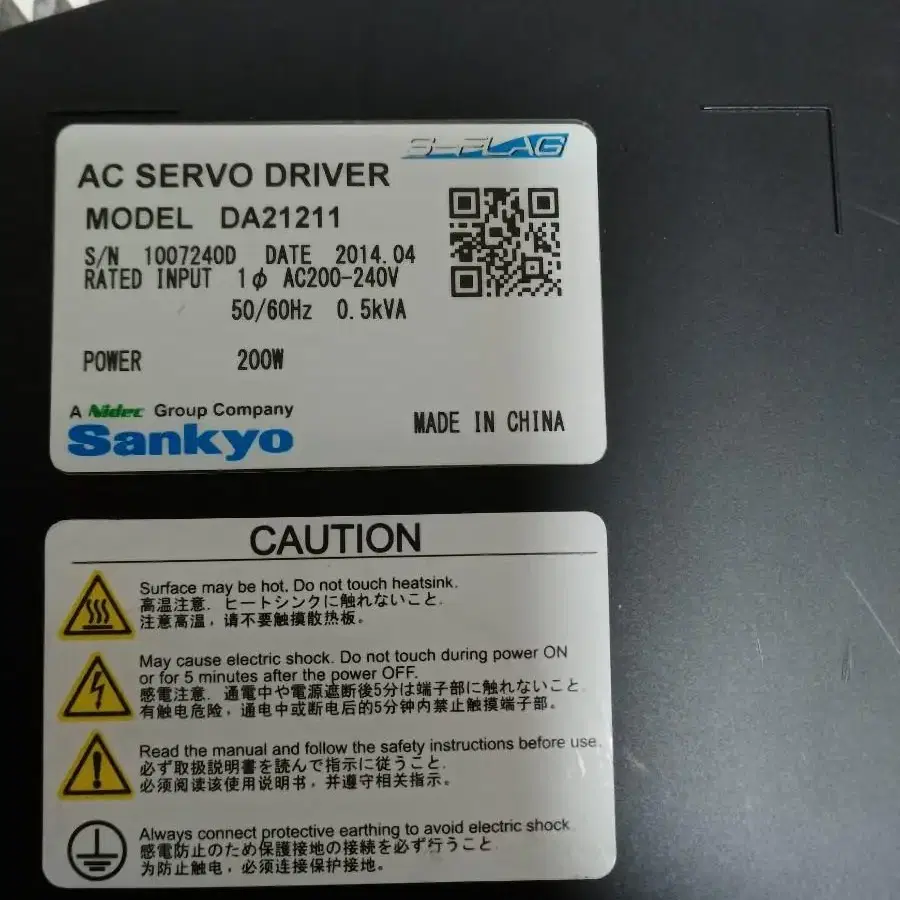 S-FLAG
AC SERVO DRIVER
MODEL DA21211
S/N 1007240D DATE 2014.04
RATED INPUT 1ϕ AC200-240V
50/60Hz 0.5kVA
POWER 200W
A Nidec Group Company
Sankyo
MADE IN CHINA
CAUTION
Surface may be hot. Do not touch heatsink.
高温注意. ヒートシンクに触れないこと.
注意高温，请不要触摸散热板。
May cause electric shock. Do not touch during power ON
or for 5 minutes after the power OFF.
感電注意. 通電中や電源遮断後5分は端子部に触れないこと.
有触电危险，通电中或断电后的5分钟内禁止触摸端子部。
Read the manual and follow the safety instructions before use.
必ず取扱説明書を読んで指示に従うこと.
必须阅读该使用说明书，并遵守相关指示。
Always connect protective earthing to avoid electric shock.
感電防止のため保護接地の接続を必ず行うこと.
为防止触电，必须连接保护接地。